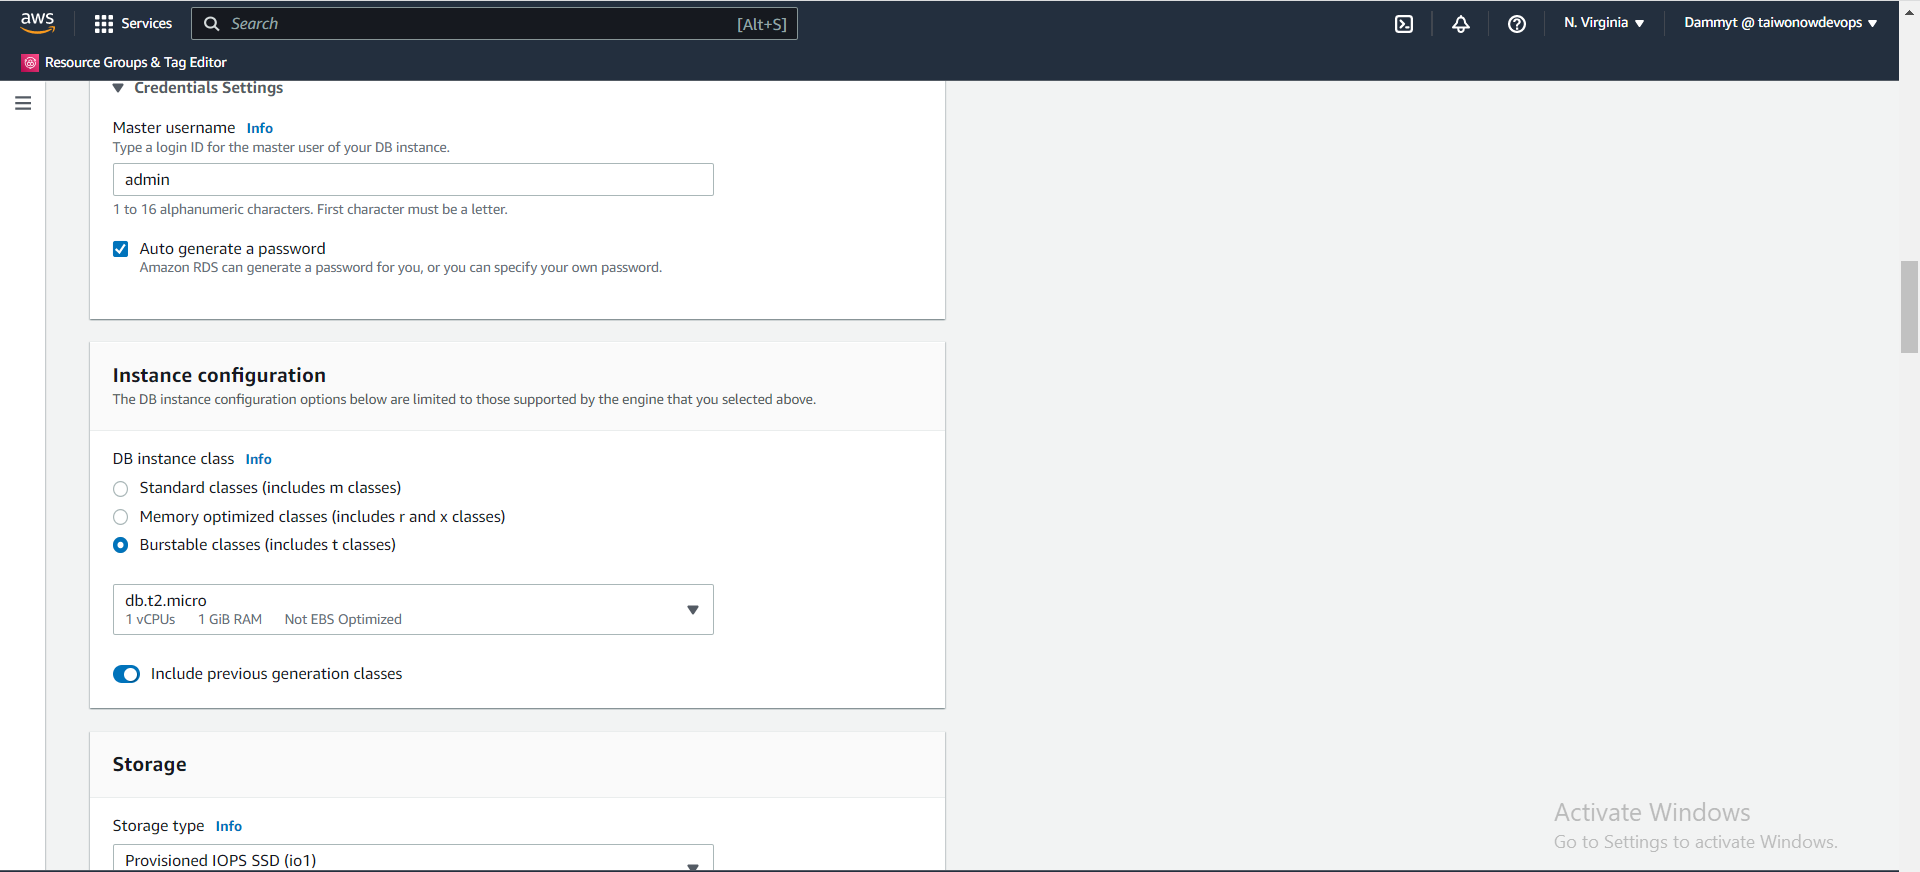 aws
Services
Search [Alt+S]
N. Virginia
Dammyt @ taiwonowdevops
Resource Groups & Tag Editor
Credentials Settings
Master username Info
Type a login ID for the master user of your DB instance.
admin
1 to 16 alphanumeric characters. First character must be a letter.
Auto generate a password
Amazon RDS can generate a password for you, or you can specify your own password.
Instance configuration
The DB instance configuration options below are limited to those supported by the engine that you selected above.
DB instance class Info
Standard classes (includes m classes)
Memory optimized classes (includes r and x classes)
Burstable classes (includes t classes)
db.t2.micro
1 vCPUs 1 GiB RAM Not EBS Optimized
Include previous generation classes
Storage
Storage type Info
Provisioned IOPS SSD (io1)
Activate Windows
Go to Settings to activate Windows.